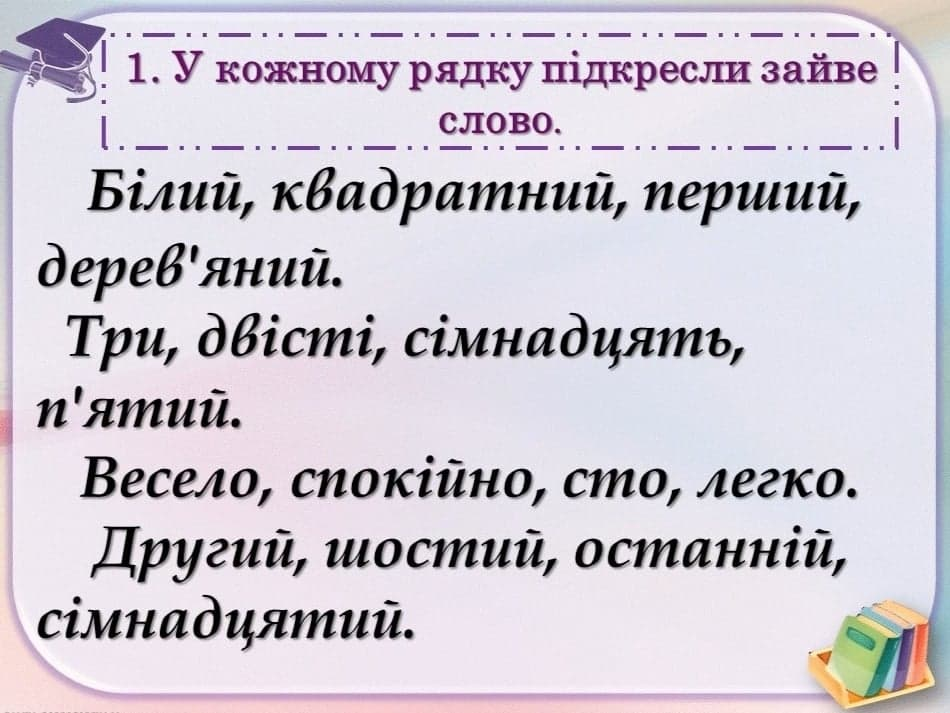 1. У кожному рядку підкресли зайве
слово.
Білий, квадратний, перший,
дерев'яний.
Три, двісті, сімнадцять,
п'ятий.
Весело, спокійно, сто, легко.
Другий, шостий, останній,
сімнадцятий.